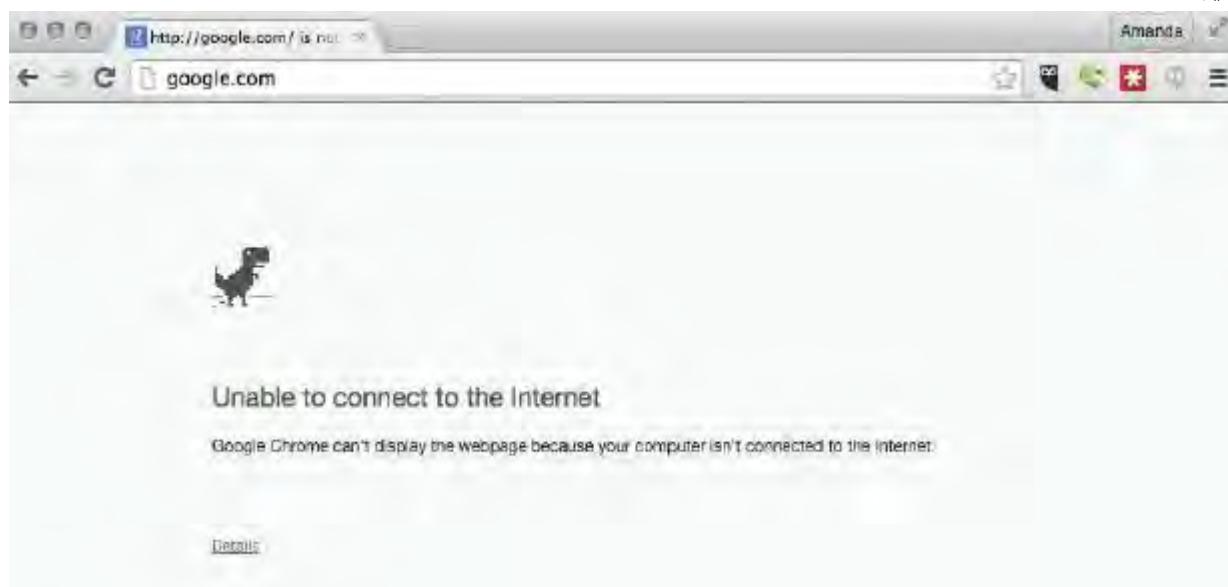 http://google.com/ is not
Amanda
google.com
Unable to connect to the Internet
Google Chrome can't display the webpage because your computer isn't connected to the Internet.
Details